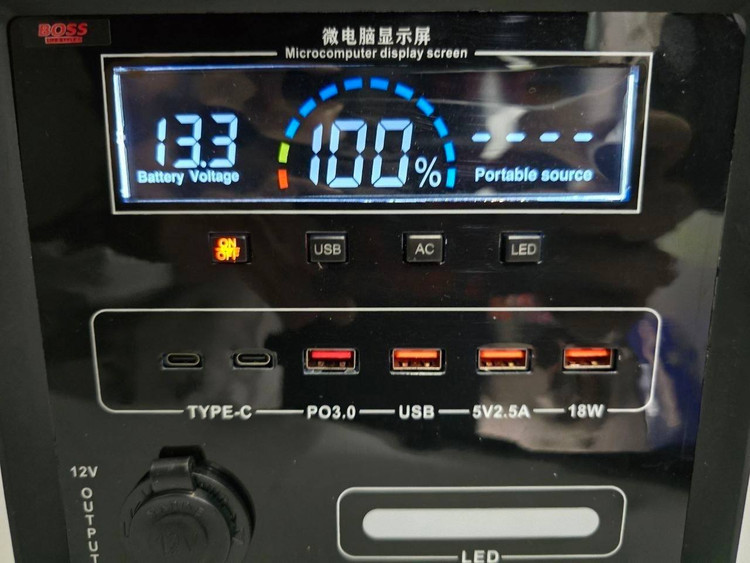 BOSS
微电脑显示屏
Microcomputer display screen
13.3
Battery Voltage
100%
----
Portable source
ON
OFF
USB
AC
LED
TYPE-C
PO3.0
USB
5V2.5A
18W
12V
OUTPUT
LED